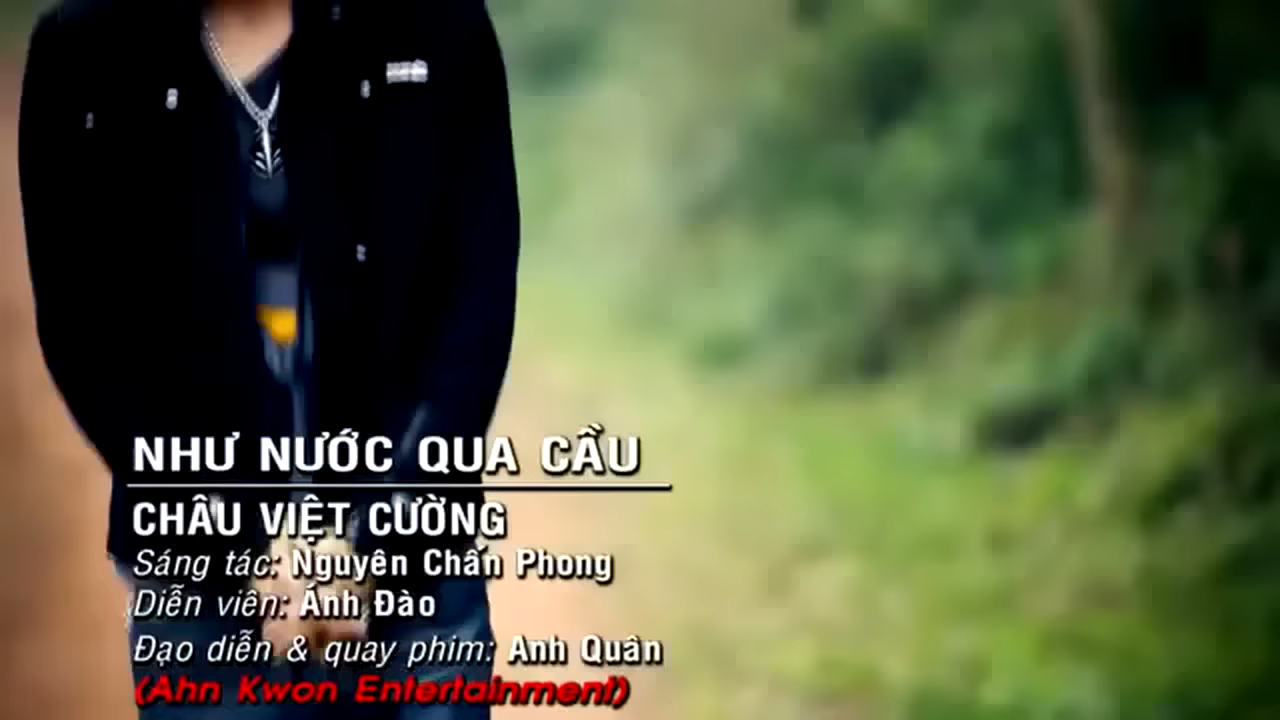 NHƯ NƯỚC QUA CẦU
CHÂU VIỆT CƯỜNG
Sáng tác: Nguyên Chấn Phong
Diễn viên: Ánh Đào
Đạo diễn & quay phim: Anh Quân
(Ahn Kwon Entertainment)